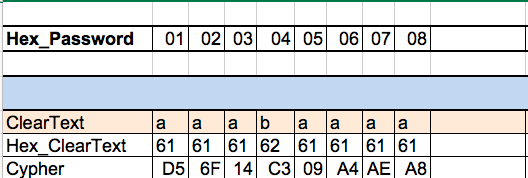 Hex_Password 01 02 03 04 05 06 07 08
ClearText a a a b a a a a
Hex_ClearText 61 61 61 62 61 61 61 61
Cypher D5 6F 14 C3 09 A4 AE A8